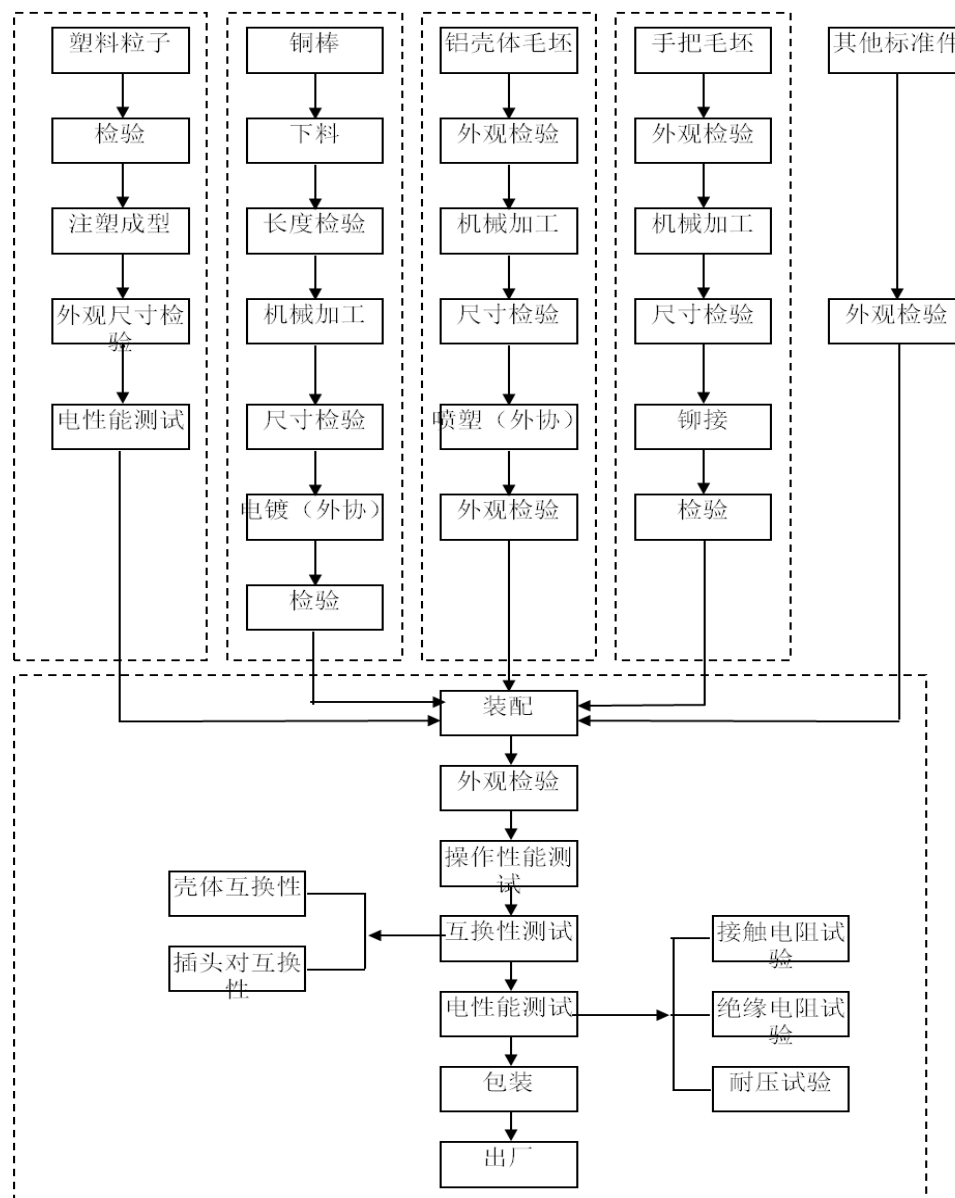 塑料粒子
铜棒
铝壳体毛坯
手把毛坯
其他标准件
检验
下料
外观检验
外观检验
注塑成型
长度检验
机械加工
机械加工
外观尺寸检
验
机械加工
尺寸检验
尺寸检验
外观检验
电性能测试
尺寸检验
喷塑（外协）
铆接
电镀（外协）
外观检验
检验
检验
装配
外观检验
操作性能测
试
壳体互换性
互换性测试
接触电阻试
验
插头对互换
性
电性能测试
绝缘电阻试
验
包装
耐压试验
出厂